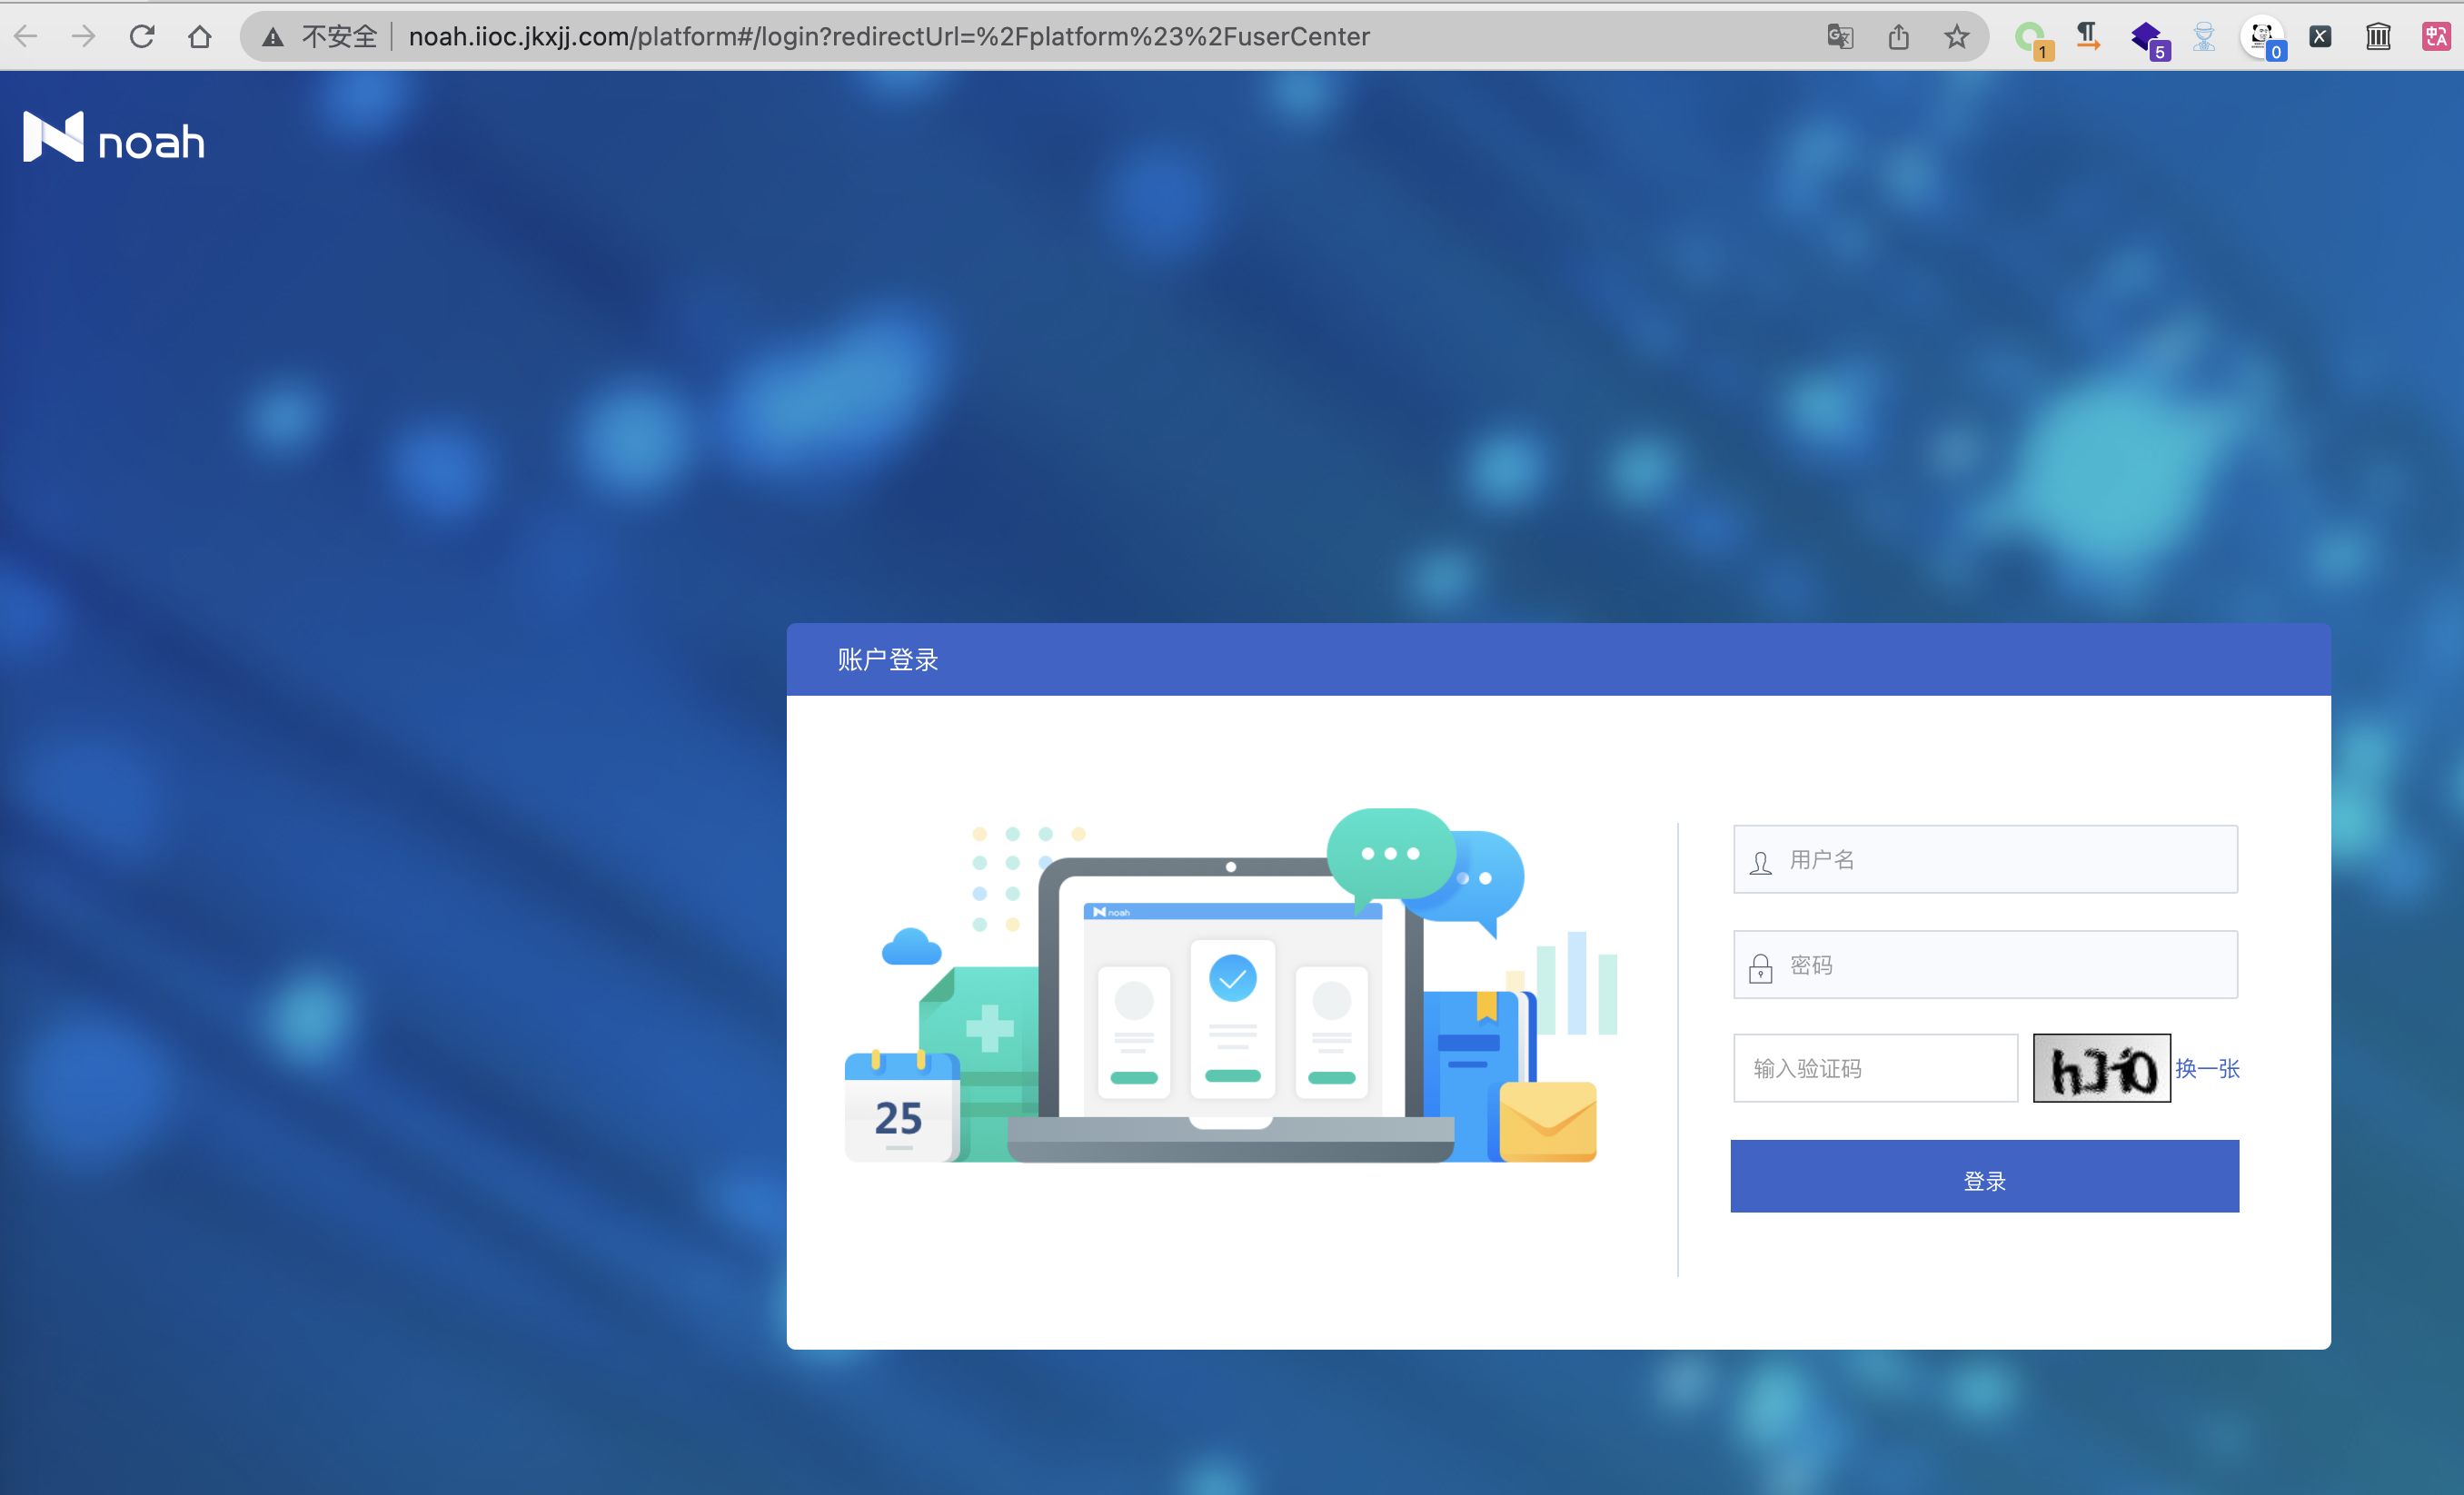 不安全 noah.iioc.jkxjj.com/platform#/login?redirectUrl=%2Fplatform%23%2FuserCenter
1
5
0
noah
账户登录
用户名
noah
密码
25
输入验证码
换一张
登录